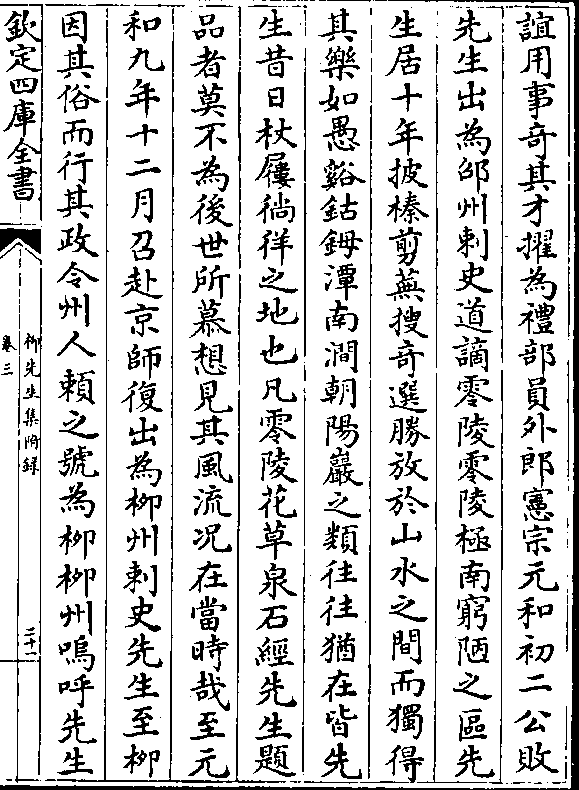 誼用事竒其才擢為禮部員外郎憲宗元和初二公敗
先生出為邵州刺史道謫零陵零陵極南窮陋之區先
生居十年披榛剪蕪搜竒選勝放於山水之間而獨得
其樂如愚谿鈷鉧潭南澗朝陽巖之類往往猶在皆先
生昔日杖屨徜徉之地也凡零陵花草泉石經先生題
品者莫不為後世所慕想見其風流况在當時哉至元
和九年十二月召赴京師復出為柳州刺史先生至柳
因其俗而行其政令州人頼之號為柳柳州嗚呼先生
欽定四庫全書
柳先生集附録
卷三
三十一